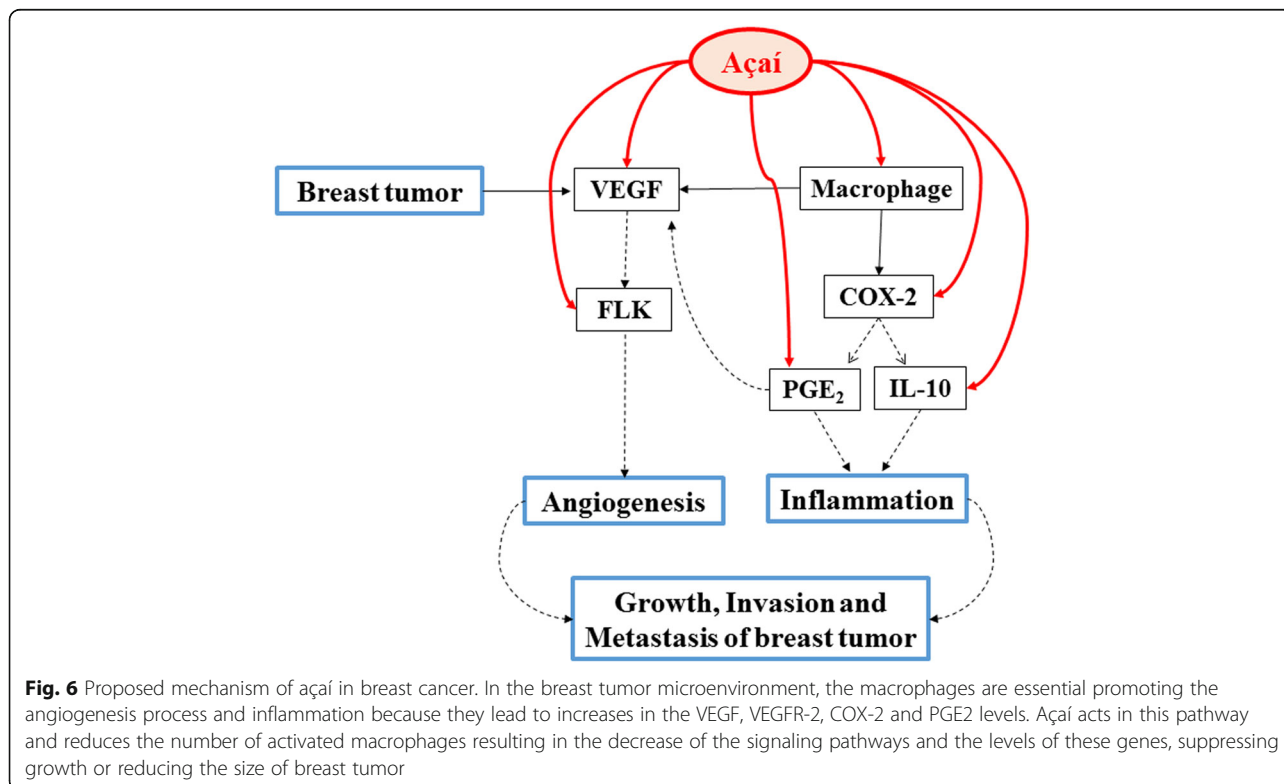 Açaí
Breast tumor
VEGF
Macrophage
COX-2
FLK
PGE₂
IL-10
Angiogenesis
Inflammation
Growth, Invasion and
Metastasis of breast tumor
Fig. 6 Proposed mechanism of açaí in breast cancer. In the breast tumor microenvironment, the macrophages are essential promoting the
angiogenesis process and inflammation because they lead to increases in the VEGF, VEGFR-2, COX-2 and PGE2 levels. Açaí acts in this pathway
and reduces the number of activated macrophages resulting in the decrease of the signaling pathways and the levels of these genes, suppressing
growth or reducing the size of breast tumor